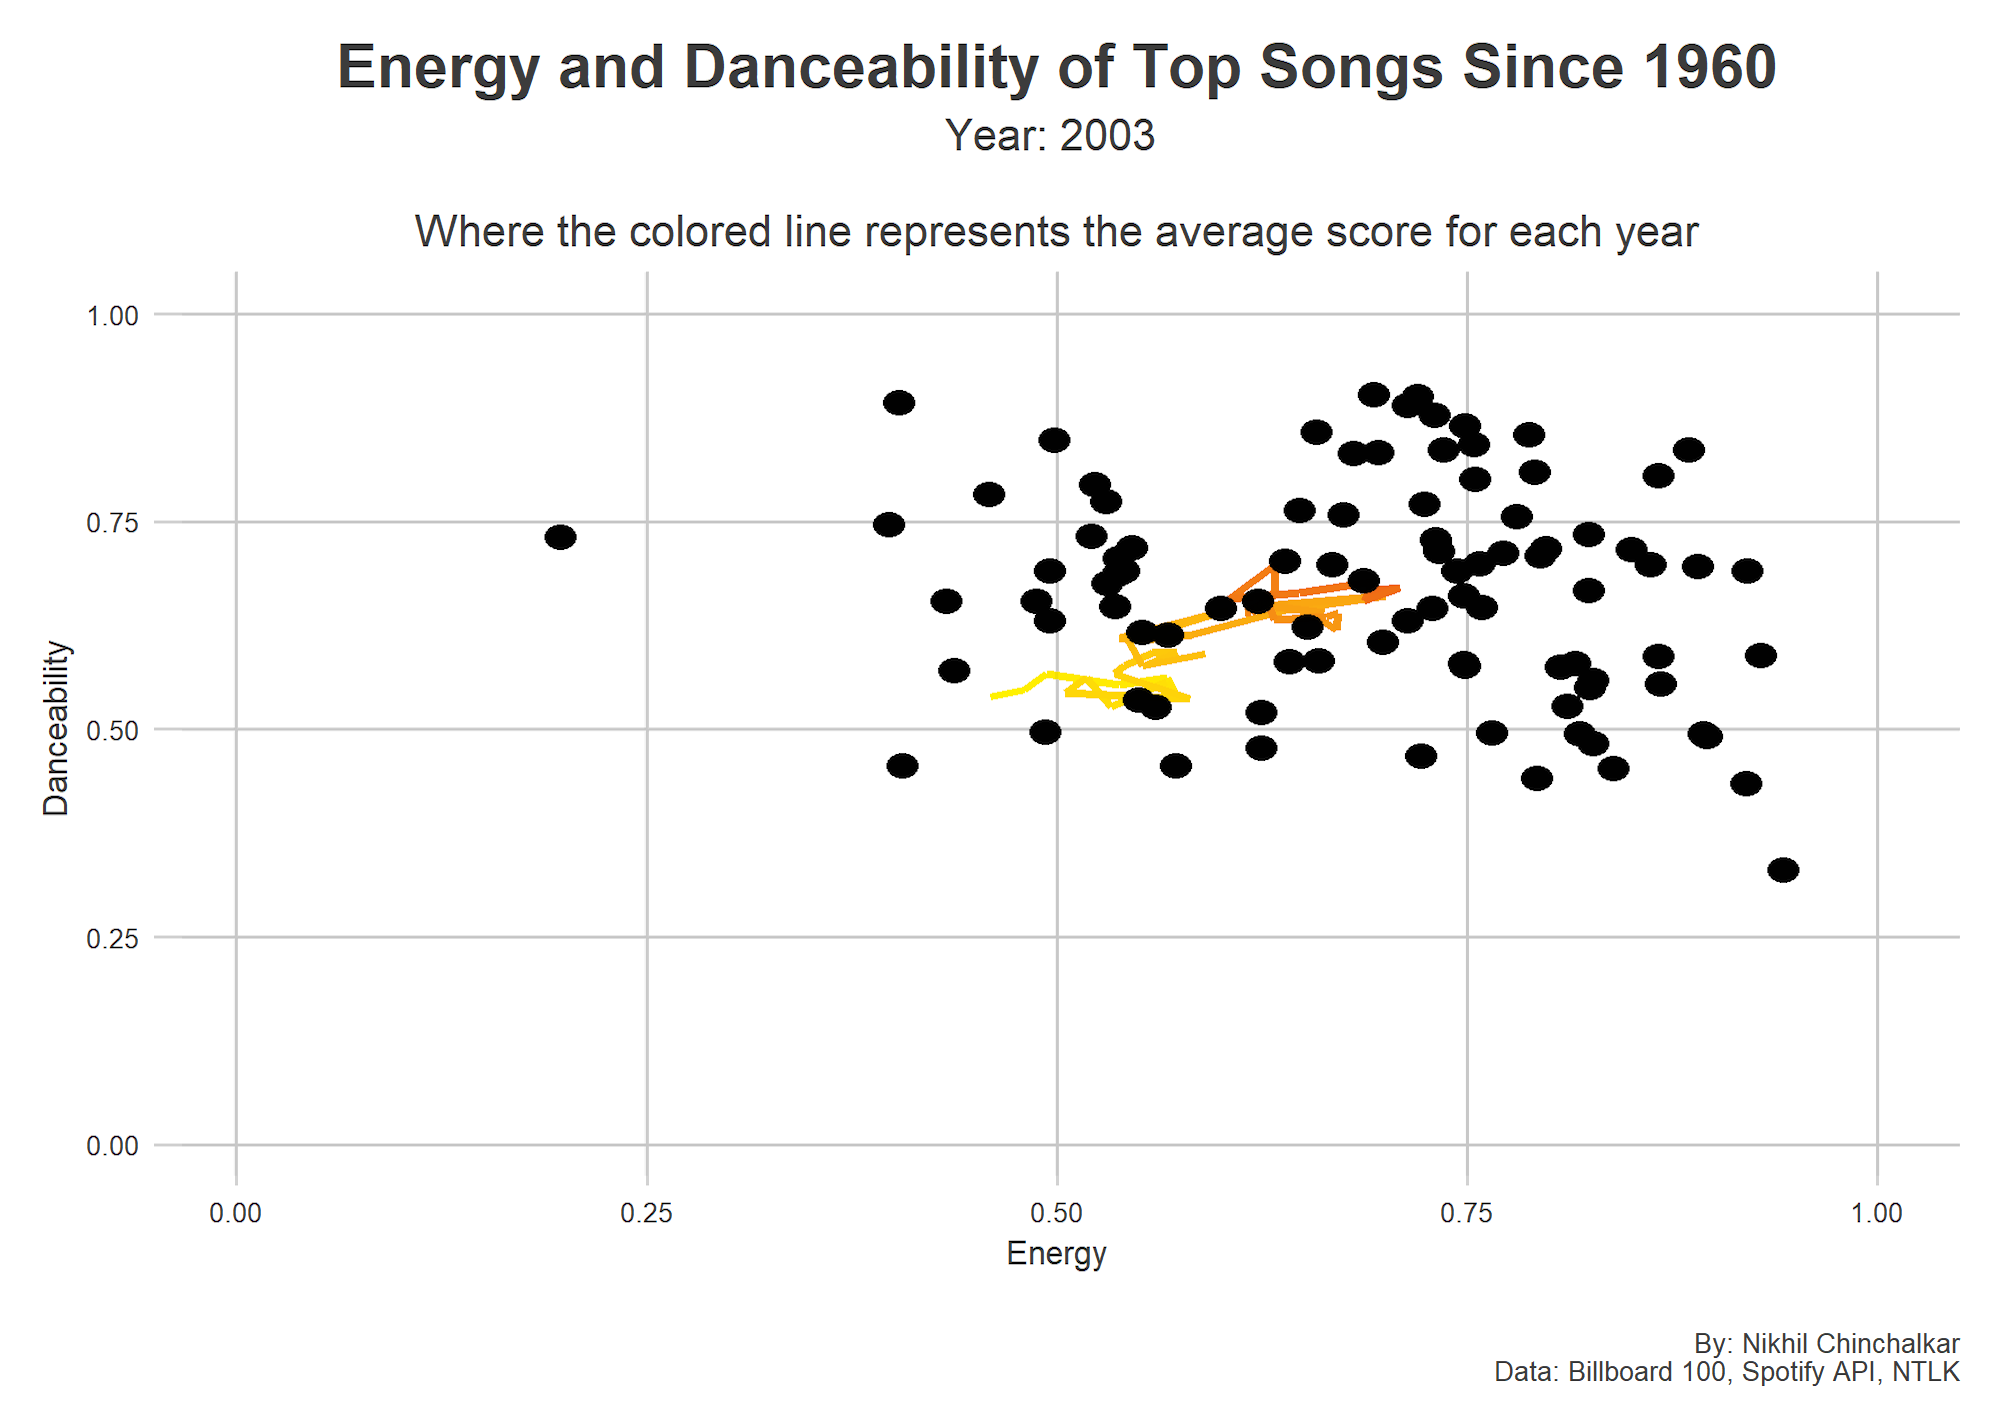 Energy and Danceability of Top Songs Since 1960
Year: 2003
Where the colored line represents the average score for each year
1.00
0.75
0.50
0.25
0.00
Danceability
0.00 0.25 0.50 0.75 1.00
Energy
By: Nikhil Chinchalkar
Data: Billboard 100, Spotify API, NTLK